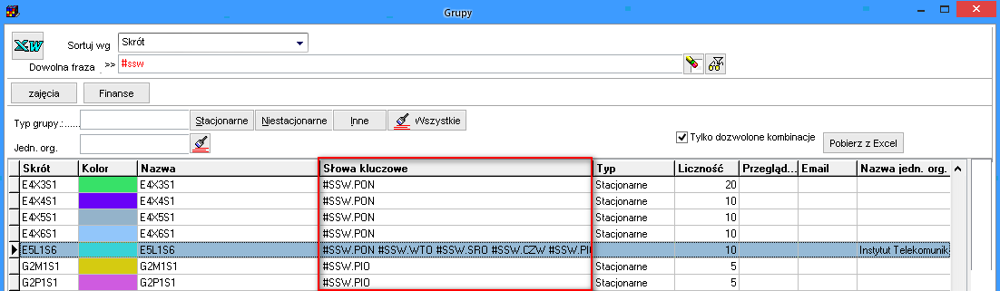 Grupy
XW
Sortuj wg Skrót
Dowolna fraza >> #ssw
zajęcia Finanse
Typ grupy.:...... Stacjonarne Niestacjonarne Inne Wszystkie
Jedn. org. Tylko dozwolone kombinacje Pobierz z Excel
Skrót Kolor Nazwa Słowa kluczowe Typ Liczność Przegląd... Email Nazwa jedn. org.
E4X3S1 E4X3S1 #SSW.PON Stacjonarne 20
E4X4S1 E4X4S1 #SSW.PON Stacjonarne 10
E4X5S1 E4X5S1 #SSW.PON Stacjonarne 10
E4X6S1 E4X6S1 #SSW.PON Stacjonarne 10
E5L1S6 E5L1S6 #SSW.PON #SSW.WTO #SSW.SRO #SSW.CZW #SSW.PIO 10 Instytut Telekomunik
G2M1S1 G2M1S1 #SSW.PIO Stacjonarne 5
G2P1S1 G2P1S1 #SSW.PIO Stacjonarne 5